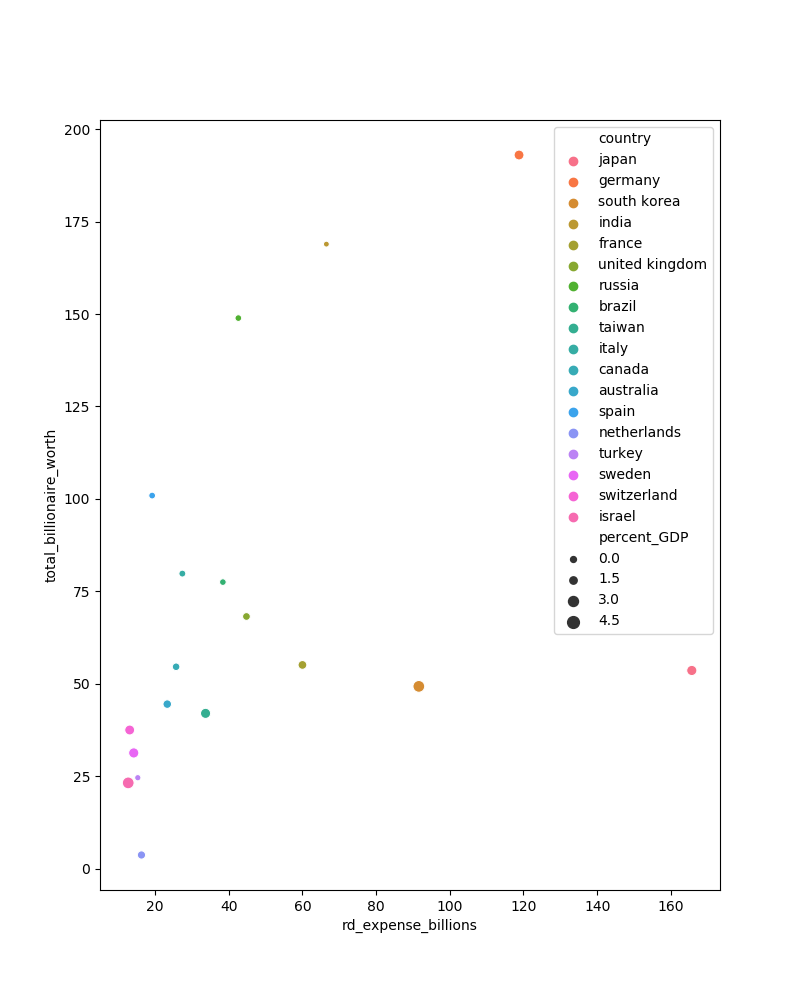 200
175
150
125
100
75
50
25
0
total_billionaire_worth
20 40 60 80 100 120 140 160
rd_expense_billions
country
japan
germany
south korea
india
france
united kingdom
russia
brazil
taiwan
italy
canada
australia
spain
netherlands
turkey
sweden
switzerland
israel
percent_GDP
0.0
1.5
3.0
4.5